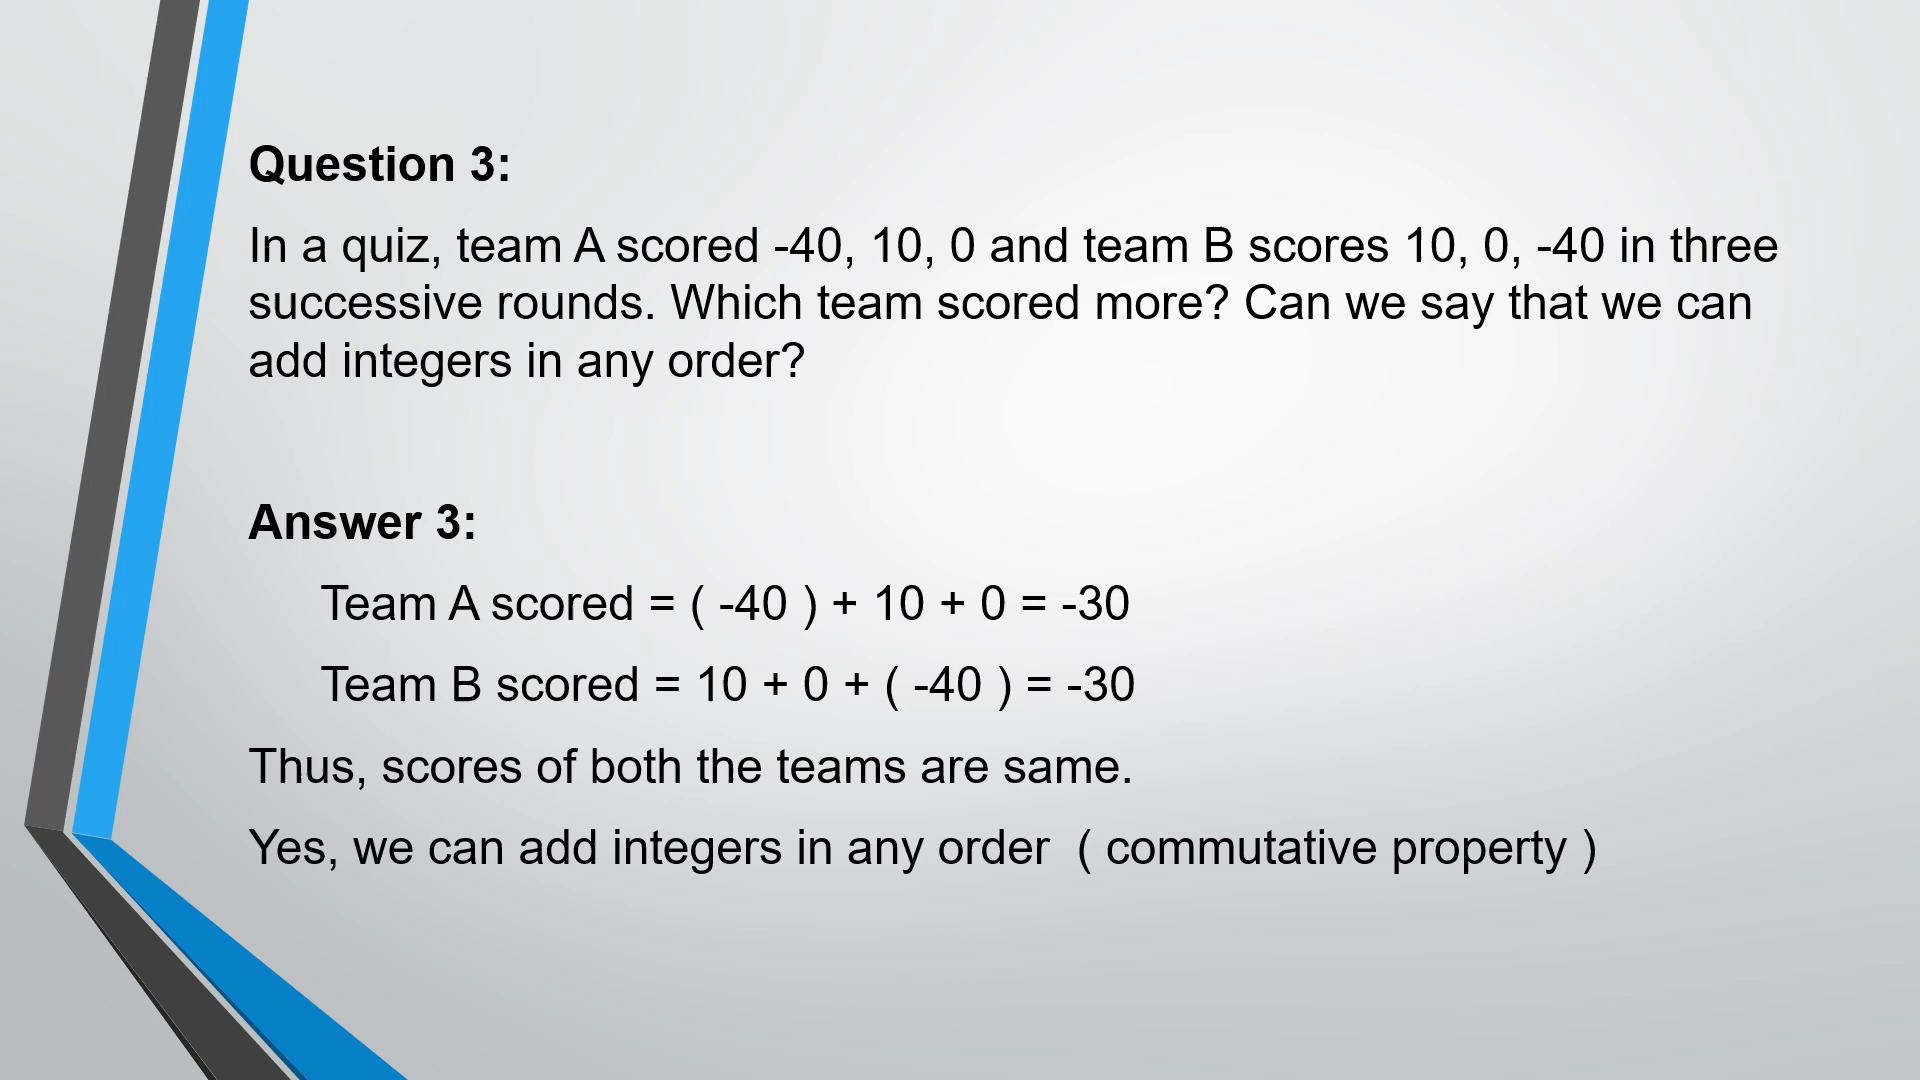 Question 3:
In a quiz, team A scored -40, 10, 0 and team B scores 10, 0, -40 in three
successive rounds. Which team scored more? Can we say that we can
add integers in any order?
Answer 3:
Team A scored = ( -40 ) + 10 + 0 = -30
Team B scored = 10 + 0 + ( -40 ) = -30
Thus, scores of both the teams are same.
Yes, we can add integers in any order  ( commutative property )